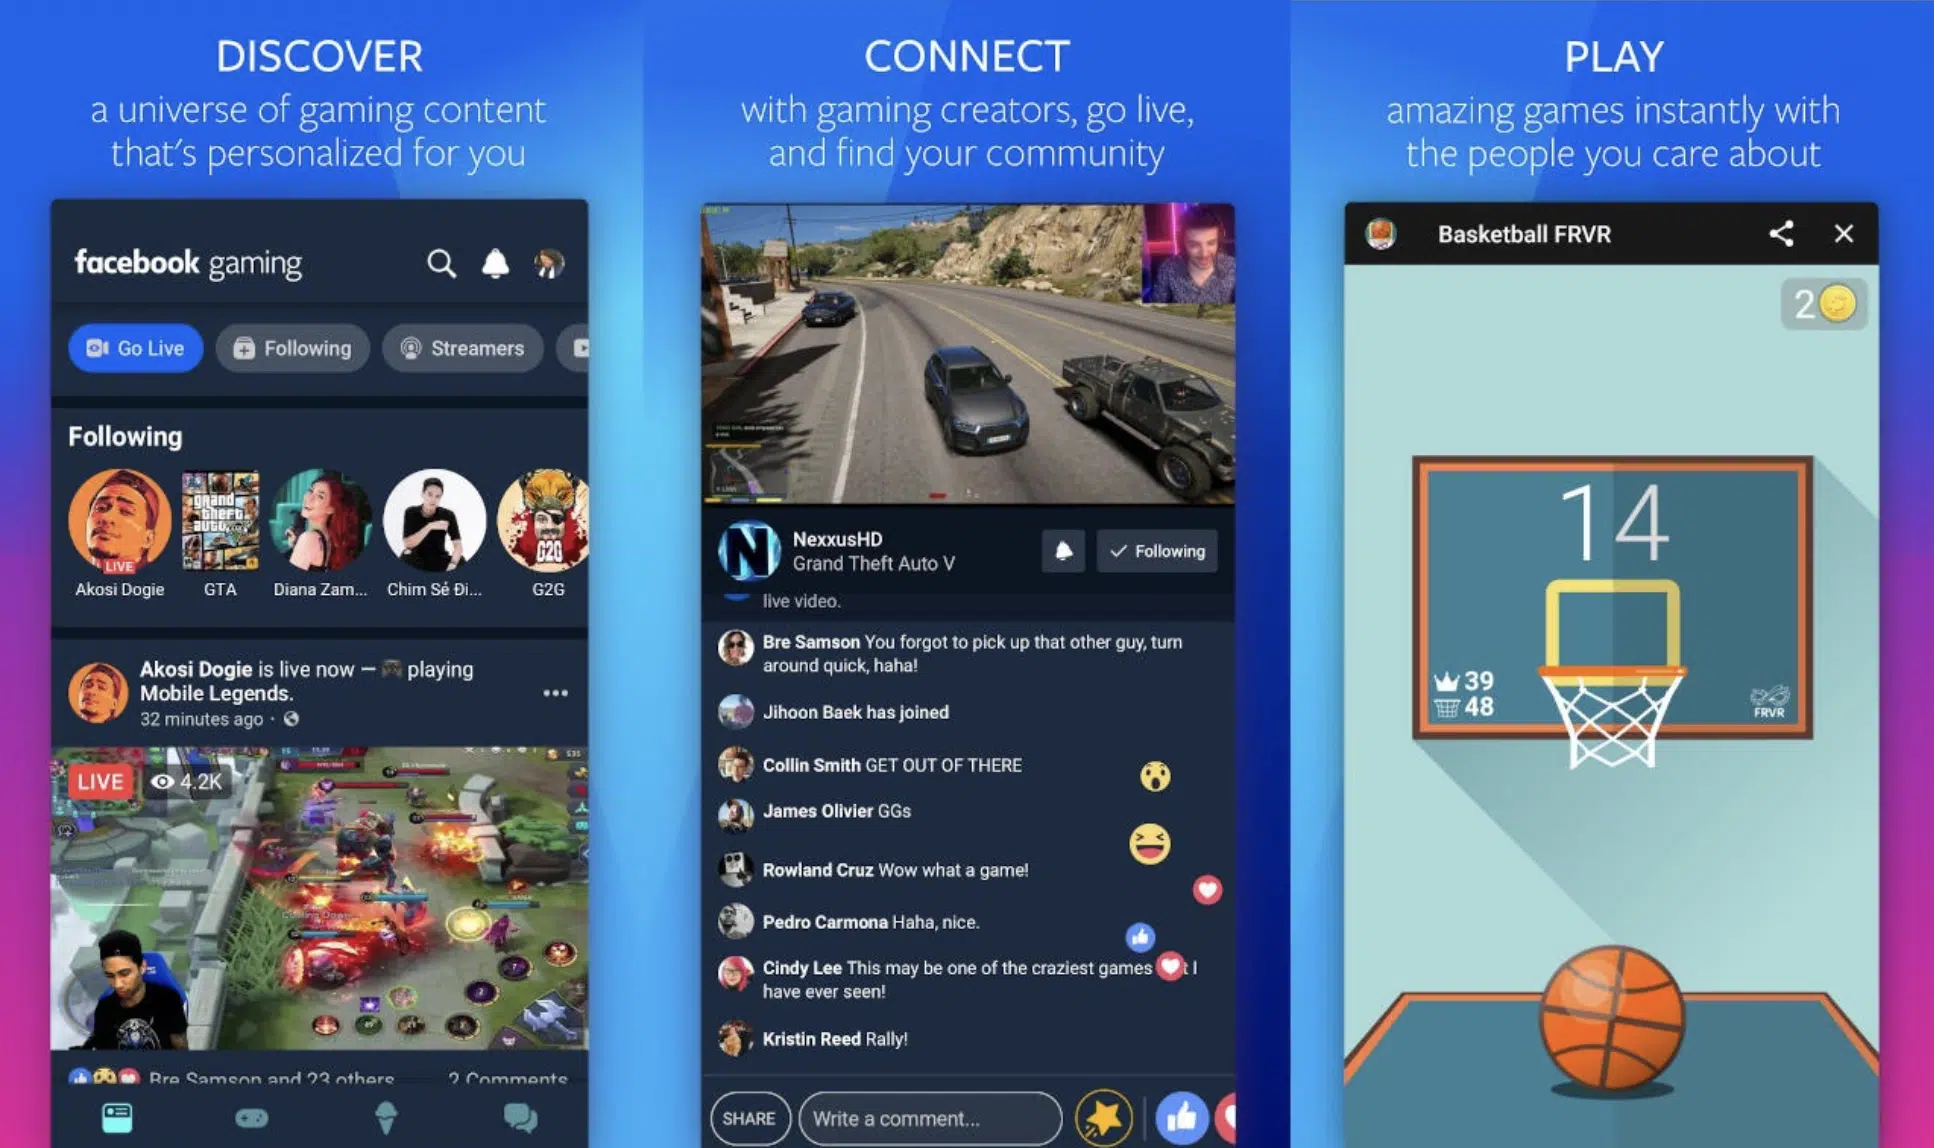 DISCOVER
a universe of gaming content
that's personalized for you
facebook gaming
Go Live
Following
Streamers
Following
LIVE
grand
theft
auto
G2G
Akosi Dogie
GTA
Diana Zam...
Chim Sẻ Đi...
G2G
Akosi Dogie is live now — 🎮 playing
Mobile Legends.
32 minutes ago ·
LIVE
4.2K
Bre Samson and 23 others
2 Comments
CONNECT
with gaming creators, go live,
and find your community
N
NexxusHD
Grand Theft Auto V
Following
live video.
Bre Samson You forgot to pick up that other guy, turn
around quick, haha!
Jihoon Baek has joined
Collin Smith GET OUT OF THERE
James Olivier GGs
Rowland Cruz Wow what a game!
Pedro Carmona Haha, nice.
Cindy Lee This may be one of the craziest games t I
have ever seen!
Kristin Reed Rally!
SHARE
Write a comment...
PLAY
amazing games instantly with
the people you care about
Basketball FRVR
2
14
39
48
FRVR